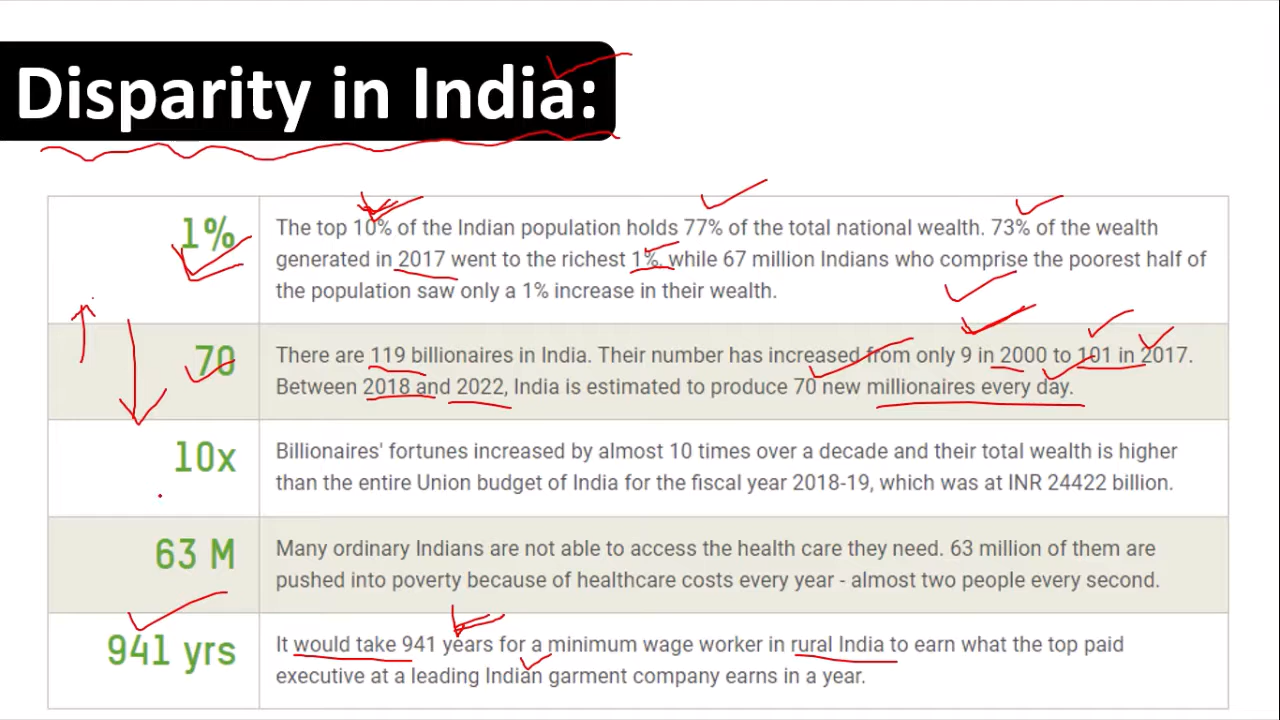 Disparity in India:
1%
The top 10% of the Indian population holds 77% of the total national wealth. 73% of the wealth
generated in 2017 went to the richest 1%, while 67 million Indians who comprise the poorest half of
the population saw only a 1% increase in their wealth.
70
There are 119 billionaires in India. Their number has increased from only 9 in 2000 to 101 in 2017.
Between 2018 and 2022, India is estimated to produce 70 new millionaires every day.
10x
Billionaires' fortunes increased by almost 10 times over a decade and their total wealth is higher
than the entire Union budget of India for the fiscal year 2018-19, which was at INR 24422 billion.
63 M
Many ordinary Indians are not able to access the health care they need. 63 million of them are
pushed into poverty because of healthcare costs every year - almost two people every second.
941 yrs
It would take 941 years for a minimum wage worker in rural India to earn what the top paid
executive at a leading Indian garment company earns in a year.